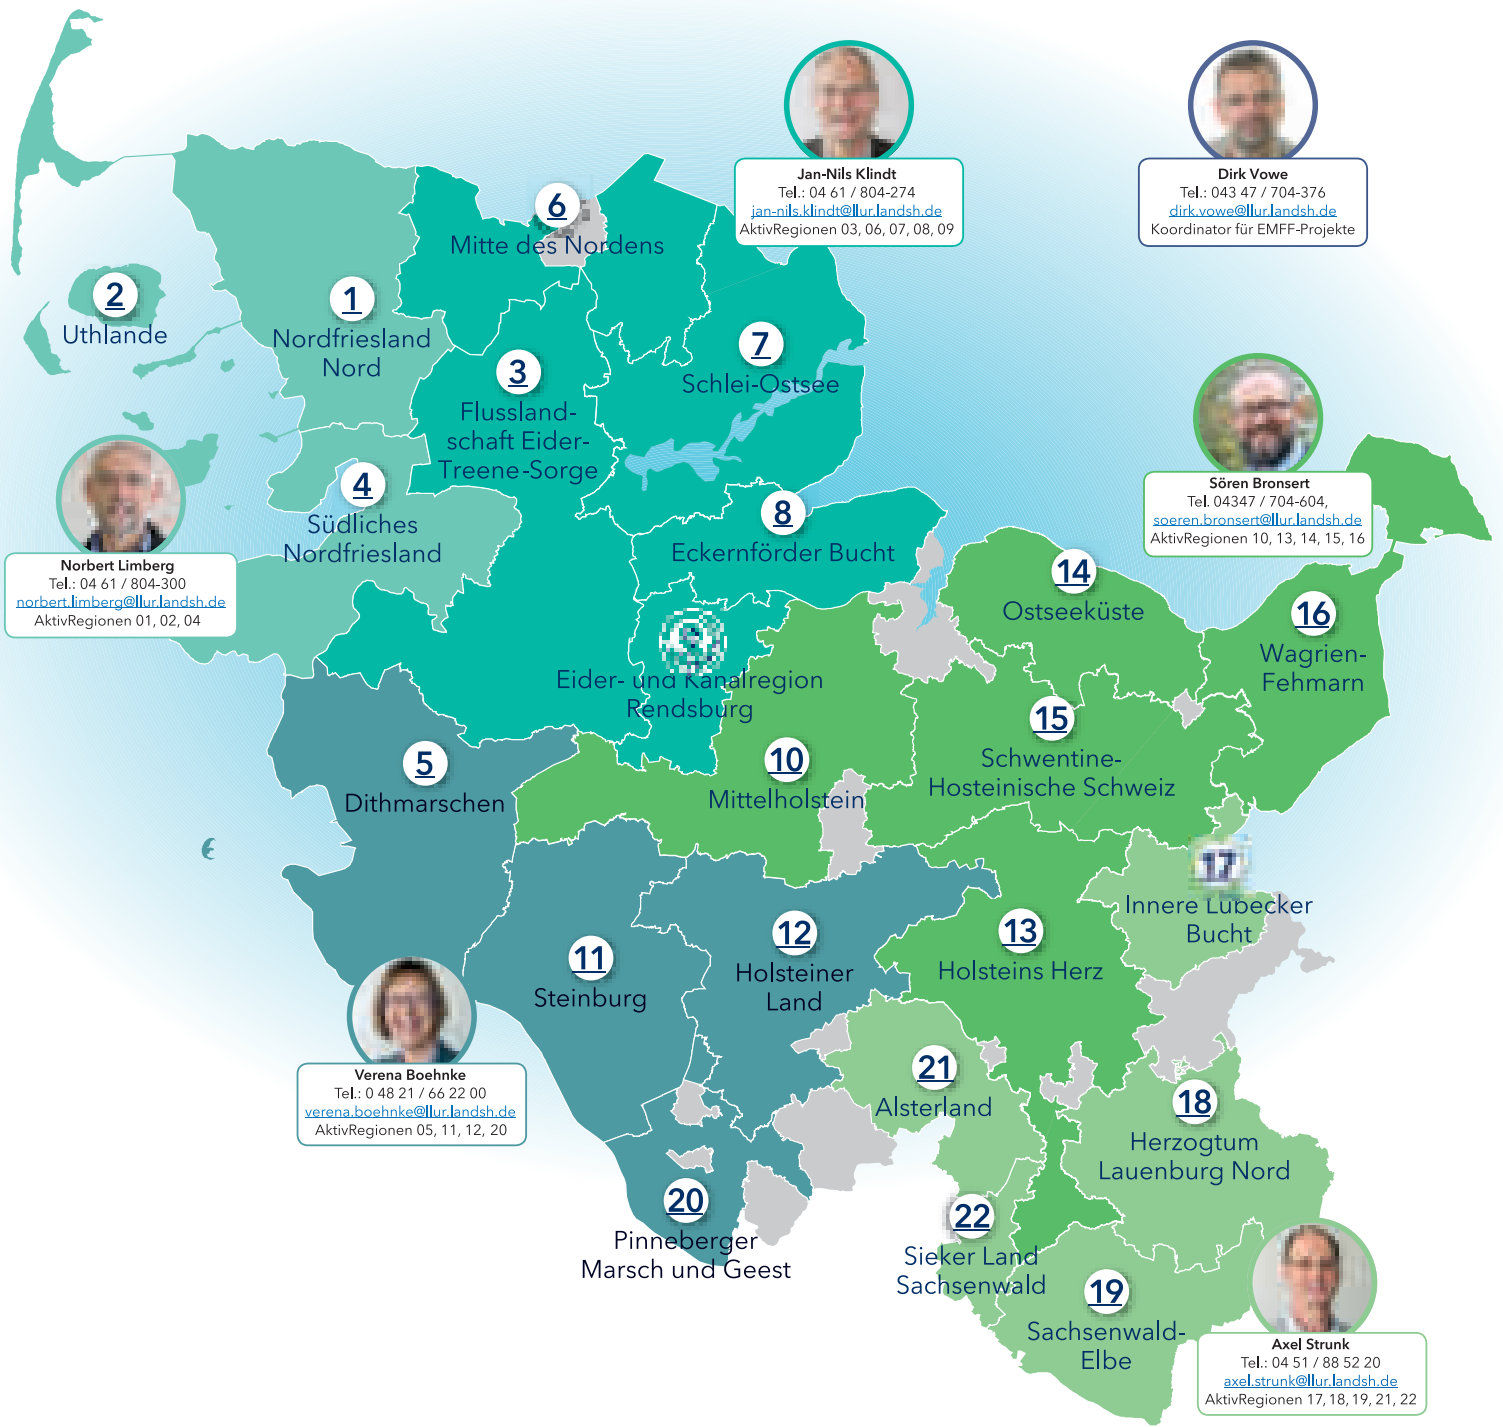 Jan-Nils Klindt
Tel.: 04 61 / 804-274
jan-nils.klindt@llur.landsh.de
AktivRegionen 03, 06, 07, 08, 09
Dirk Vowe
Tel.: 043 47 / 704-376
dirk.vowe@llur.landsh.de
Koordinator für EMFF-Projekte
6
Mitte des Nordens
2
Uthlande
1
Nordfriesland
Nord
3
Flussland-
schaft Eider-
Treene-Sorge
7
Schlei-Ostsee
4
Südliches
Nordfriesland
8
Eckernförder Bucht
Sören Bronsert
Tel. 04347 / 704-604,
soeren.bronsert@llur.landsh.de
AktivRegionen 10, 13, 14, 15, 16
Norbert Limberg
Tel.: 04 61 / 804-300
norbert.limberg@llur.landsh.de
AktivRegionen 01, 02, 04
14
Ostseeküste
16
Wagrien-
Fehmarn
Eider- und Kanalregion
Rendsburg
15
Schwentine-
Hosteinische Schweiz
5
Dithmarschen
10
Mittelholstein
17
Innere Lübecker
Bucht
11
Steinburg
12
Holsteiner
Land
13
Holsteins Herz
Verena Boehnke
Tel.: 0 48 21 / 66 22 00
verena.boehnke@llur.landsh.de
AktivRegionen 05, 11, 12, 20
21
Alsterland
18
Herzogtum
Lauenburg Nord
20
Pinneberger
Marsch und Geest
22
Sieker Land
Sachsenwald
19
Sachsenwald-
Elbe
Axel Strunk
Tel.: 04 51 / 88 52 20
axel.strunk@llur.landsh.de
AktivRegionen 17, 18, 19, 21, 22